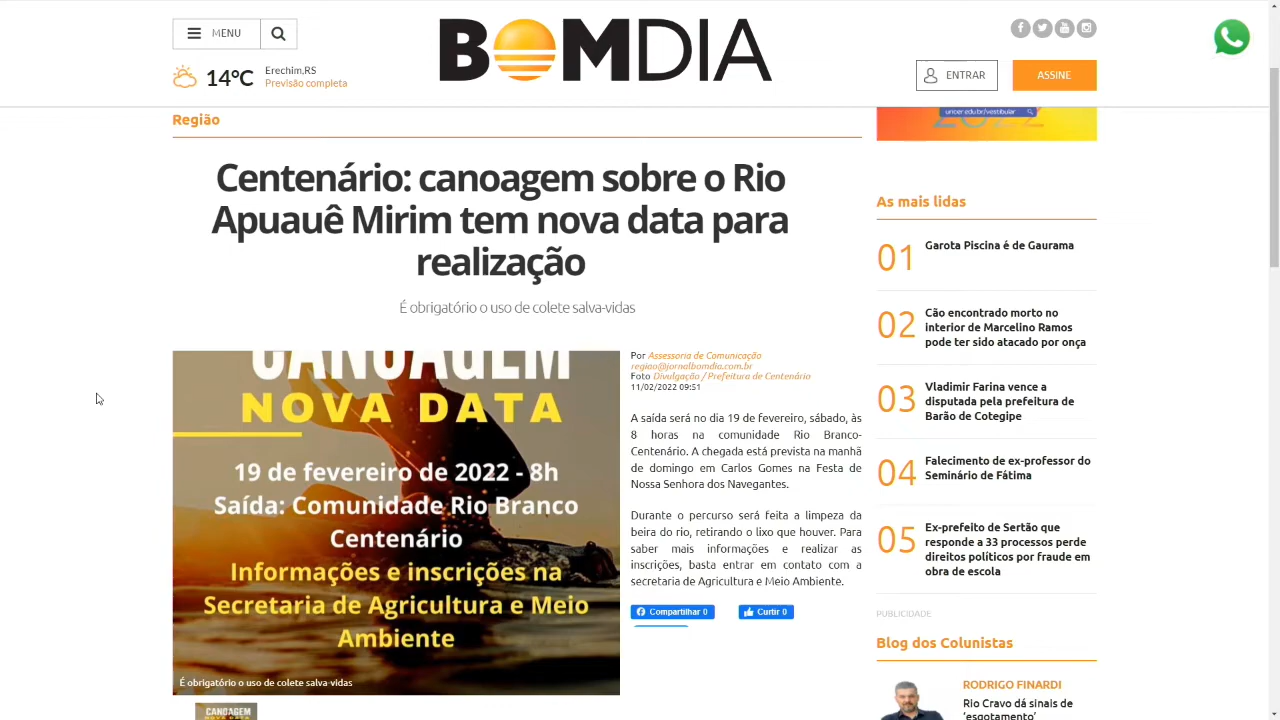 MENU
BOMDIA
14ºC
Erechim,RS
Previsão completa
ENTRAR
ASSINE
Região
unter.edu.br/vestibular
Centenário: canoagem sobre o Rio
Apuauê Mirim tem nova data para
realização
É obrigatório o uso de colete salva-vidas
CANOAGEM
NOVA DATA
19 de fevereiro de 2022 - 8h
Saída: Comunidade Rio Branco
Centenário
Informações e inscrições na
Secretaria de Agricultura e Meio
Ambiente
É obrigatório o uso de colete salva-vidas
CANOAGEM
NOVA DATA
Por Assessoria de Comunicação
regiao@jornalbomdia.com.br
Foto Divulgação / Prefeitura de Centenário
11/02/2022 09:51
A saída será no dia 19 de fevereiro, sábado, às
8 horas na comunidade Rio Branco-
Centenário. A chegada está prevista na manhã
de domingo em Carlos Gomes na Festa de
Nossa Senhora dos Navegantes.
Durante o percurso será feita a limpeza da
beira do rio, retirando o lixo que houver. Para
saber mais informações e realizar as
inscrições, basta entrar em contato com a
secretaria de Agricultura e Meio Ambiente.
Compartilhar 0
Curtir 0
As mais lidas
01
Garota Piscina é de Gaurama
02
Cão encontrado morto no
interior de Marcelino Ramos
pode ter sido atacado por onça
03
Vladimir Farina vence a
disputada pela prefeitura de
Barão de Cotegipe
04
Falecimento de ex-professor do
Seminário de Fátima
05
Ex-prefeito de Sertão que
responde a 33 processos perde
direitos políticos por fraude em
obra de escola
PUBLICIDADE
Blog dos Colunistas
RODRIGO FINARDI
Rio Cravo dá sinais de
'esgotamento'